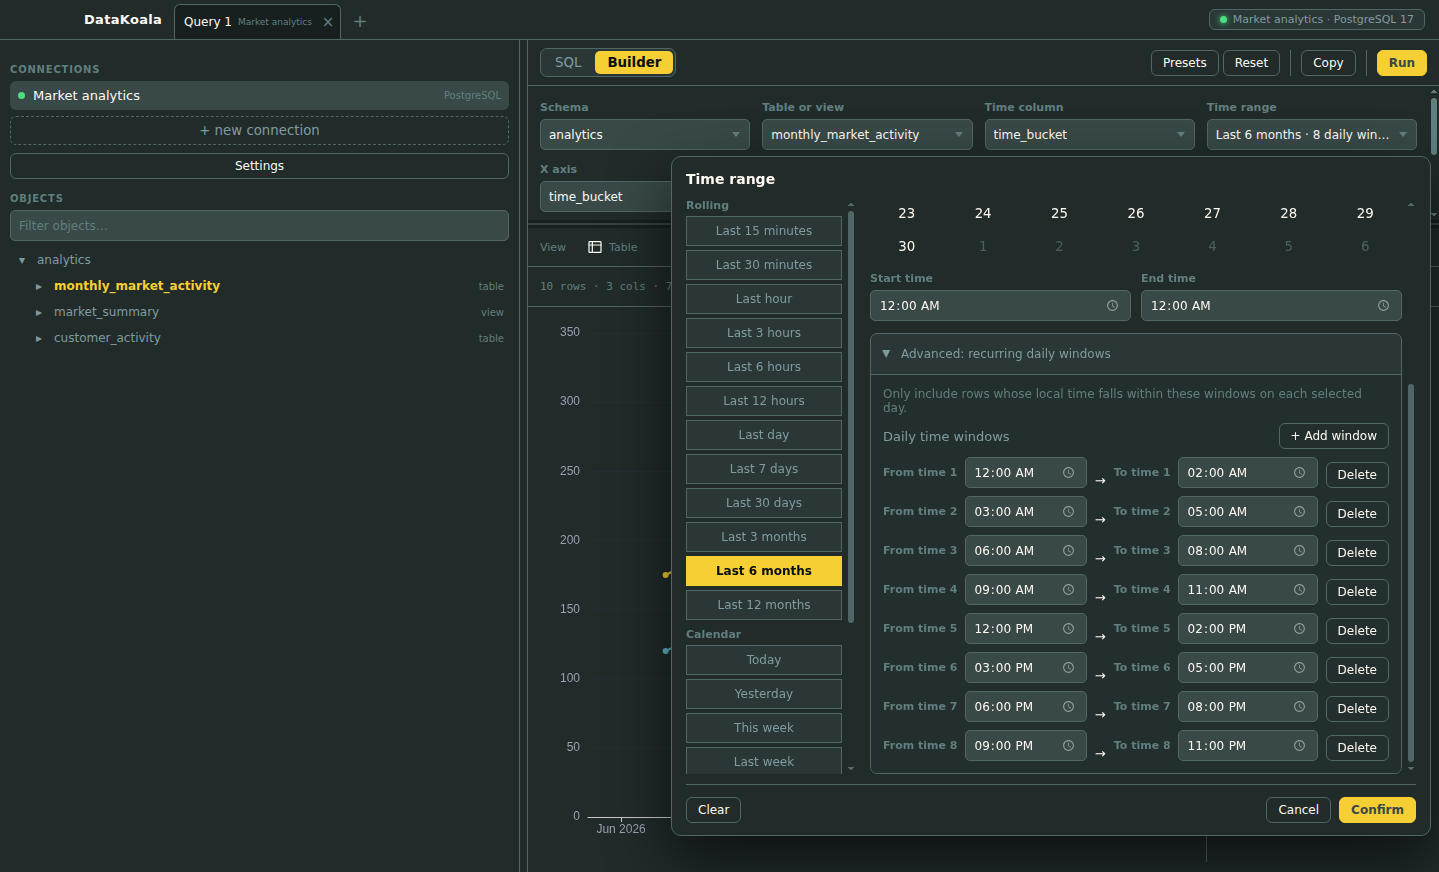 DataKoala
Query 1 Market analytics × +
Market analytics · PostgreSQL 17
CONNECTIONS
Market analytics PostgreSQL
+ new connection
Settings
OBJECTS
Filter objects...
▾ analytics
▸ monthly_market_activity table
▸ market_summary view
▸ customer_activity table
SQL Builder
Presets Reset Copy Run
Schema Table or view Time column Time range
analytics monthly_market_activity time_bucket Last 6 months · 8 daily win...
X axis
time_bucket
View Table
10 rows · 3 cols · 7
350
300
250
200
150
100
50
0
Jun 2026
Time range
Rolling
Last 15 minutes
Last 30 minutes
Last hour
Last 3 hours
Last 6 hours
Last 12 hours
Last day
Last 7 days
Last 30 days
Last 3 months
Last 6 months
Last 12 months
Calendar
Today
Yesterday
This week
Last week
23 24 25 26 27 28 29
30 1 2 3 4 5 6
Start time End time
12:00 AM 12:00 AM
▼ Advanced: recurring daily windows
Only include rows whose local time falls within these windows on each selected
day.
Daily time windows + Add window
From time 1 12:00 AM → To time 1 02:00 AM Delete
From time 2 03:00 AM → To time 2 05:00 AM Delete
From time 3 06:00 AM → To time 3 08:00 AM Delete
From time 4 09:00 AM → To time 4 11:00 AM Delete
From time 5 12:00 PM → To time 5 02:00 PM Delete
From time 6 03:00 PM → To time 6 05:00 PM Delete
From time 7 06:00 PM → To time 7 08:00 PM Delete
From time 8 09:00 PM → To time 8 11:00 PM Delete
Clear Cancel Confirm